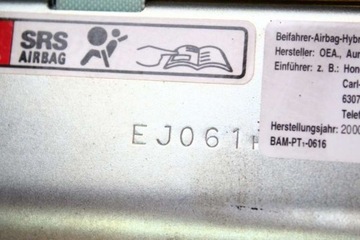 SRS
AIRBAG
EJ061
Beifahrer-Airbag-Hybr
Hersteller: OEA., Aur
Einführer: z. B.: Hon
Carl-
6307
Telef
Herstellungsjahr: 2000
BAM-PT1-0616